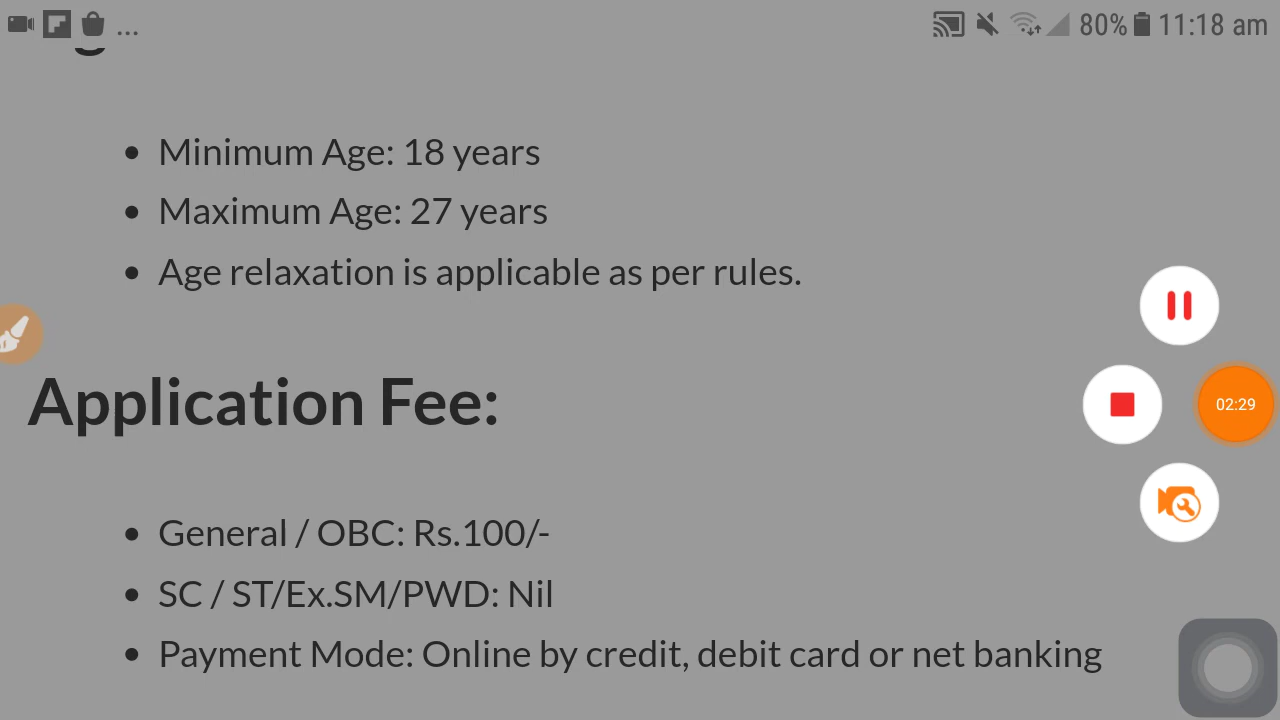 ... 80% 11:18 am
Minimum Age: 18 years
Maximum Age: 27 years
Age relaxation is applicable as per rules.
Application Fee:
02:29
General / OBC: Rs.100/-
SC / ST/Ex.SM/PWD: Nil
Payment Mode: Online by credit, debit card or net banking